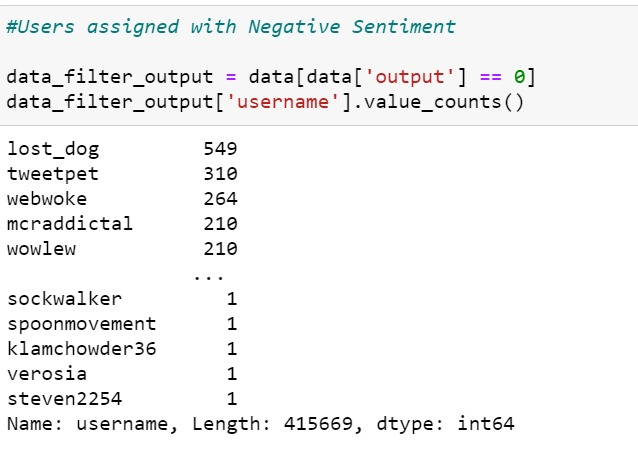 #Users assigned with Negative Sentiment
data_filter_output = data[data['output'] == 0]
data_filter_output['username'].value_counts()
lost_dog 549
tweetpet 310
webwoke 264
mcraddictal 210
wowlew 210
...
sockwalker 1
spoonmovement 1
klamchowder36 1
verosia 1
steven2254 1
Name: username, Length: 415669, dtype: int64